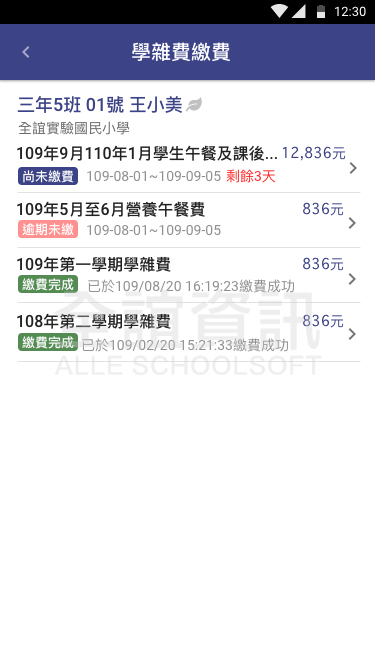 12:30
學雜費繳費
三年5班 01號 王小美
全誼實驗國民小學
109年9月110年1月學生午餐及課後... 12,836元
尚未繳費 109-08-01~109-09-05 剩餘3天
109年5月至6月營養午餐費 836元
逾期未繳 109-08-01~109-09-05
109年第一學期學雜費 836元
繳費完成 已於109/08/20 16:19:23繳費成功
全誼資訊
108年第二學期學雜費 836元
繳費完成 已於109/02/20 15:21:33繳費成功
ALLE SCHOOLSOFT